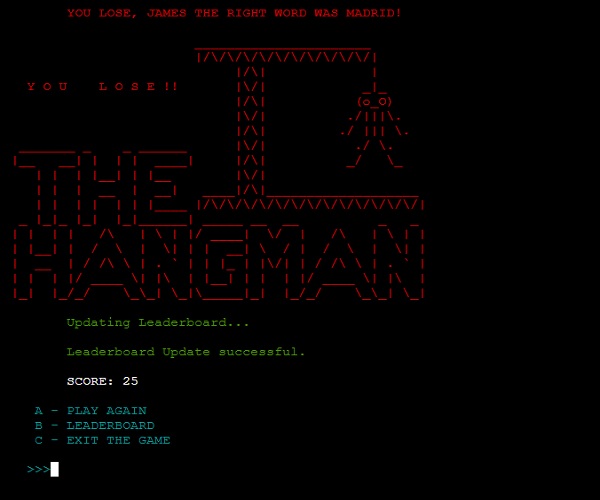 YOU LOSE, JAMES THE RIGHT WORD WAS MADRID!
Y O U  L O S E !!
THE
HANGMAN
Updating Leaderboard...
Leaderboard Update successful.
SCORE: 25
A - PLAY AGAIN
B - LEADERBOARD
C - EXIT THE GAME
>>>